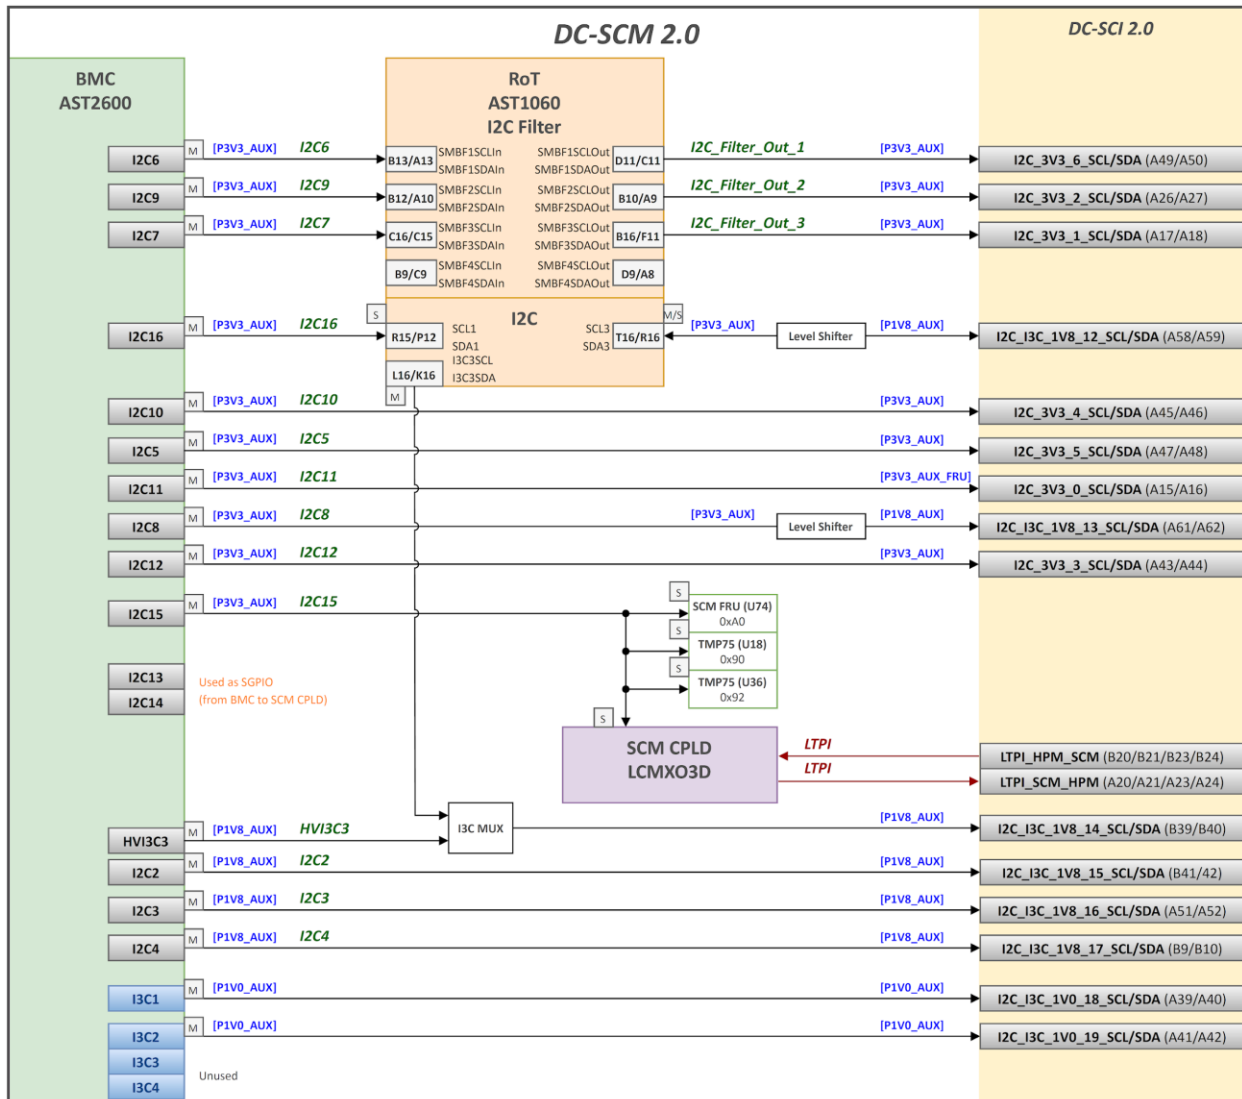 DC-SCM 2.0
DC-SCI 2.0
BMC
AST2600
RoT
AST1060
I2C Filter
I2C6
M
[P3V3_AUX]
I2C6
B13/A13
SMBF1SCLIn
SMBF1SDAIn
SMBF1SCLOut
SMBF1SDAOut
D11/C11
I2C_Filter_Out_1
[P3V3_AUX]
I2C_3V3_6_SCL/SDA (A49/A50)
I2C9
M
[P3V3_AUX]
I2C9
B12/A10
SMBF2SCLIn
SMBF2SDAIn
SMBF2SCLOut
SMBF2SDAOut
B10/A9
I2C_Filter_Out_2
[P3V3_AUX]
I2C_3V3_2_SCL/SDA (A26/A27)
I2C7
M
[P3V3_AUX]
I2C7
C16/C15
SMBF3SCLIn
SMBF3SDAIn
SMBF3SCLOut
SMBF3SDAOut
B16/F11
I2C_Filter_Out_3
[P3V3_AUX]
I2C_3V3_1_SCL/SDA (A17/A18)
B9/C9
SMBF4SCLIn
SMBF4SDAIn
SMBF4SCLOut
SMBF4SDAOut
D9/A8
I2C
I2C16
M
[P3V3_AUX]
I2C16
S
R15/P12
SCL1
SDA1
SCL3
SDA3
M/S
T16/R16
[P3V3_AUX]
Level Shifter
[P1V8_AUX]
I2C_I3C_1V8_12_SCL/SDA (A58/A59)
I3C3SCL
I3C3SDA
L16/K16
M
I2C10
M
[P3V3_AUX]
I2C10
[P3V3_AUX]
I2C_3V3_4_SCL/SDA (A45/A46)
I2C5
M
[P3V3_AUX]
I2C5
[P3V3_AUX]
I2C_3V3_5_SCL/SDA (A47/A48)
I2C11
M
[P3V3_AUX]
I2C11
[P3V3_AUX_FRU]
I2C_3V3_0_SCL/SDA (A15/A16)
I2C8
M
[P3V3_AUX]
I2C8
[P3V3_AUX]
Level Shifter
[P1V8_AUX]
I2C_I3C_1V8_13_SCL/SDA (A61/A62)
I2C12
M
[P3V3_AUX]
I2C12
[P3V3_AUX]
I2C_3V3_3_SCL/SDA (A43/A44)
I2C15
M
[P3V3_AUX]
I2C15
S
SCM FRU (U74)
0xA0
S
TMP75 (U18)
0x90
S
TMP75 (U36)
0x92
I2C13
I2C14
Used as SGPIO
(from BMC to SCM CPLD)
S
SCM CPLD
LCMXO3D
LTPI
LTPI_HPM_SCM (B20/B21/B23/B24)
LTPI
LTPI_SCM_HPM (A20/A21/A23/A24)
HVI3C3
M
[P1V8_AUX]
HVI3C3
I3C MUX
[P1V8_AUX]
I2C_I3C_1V8_14_SCL/SDA (B39/B40)
I2C2
M
[P1V8_AUX]
I2C2
[P1V8_AUX]
I2C_I3C_1V8_15_SCL/SDA (B41/42)
I2C3
M
[P1V8_AUX]
I2C3
[P1V8_AUX]
I2C_I3C_1V8_16_SCL/SDA (A51/A52)
I2C4
M
[P1V8_AUX]
I2C4
[P1V8_AUX]
I2C_I3C_1V8_17_SCL/SDA (B9/B10)
I3C1
M
[P1V0_AUX]
[P1V0_AUX]
I2C_I3C_1V0_18_SCL/SDA (A39/A40)
I3C2
M
[P1V0_AUX]
[P1V0_AUX]
I2C_I3C_1V0_19_SCL/SDA (A41/A42)
I3C3
I3C4
Unused